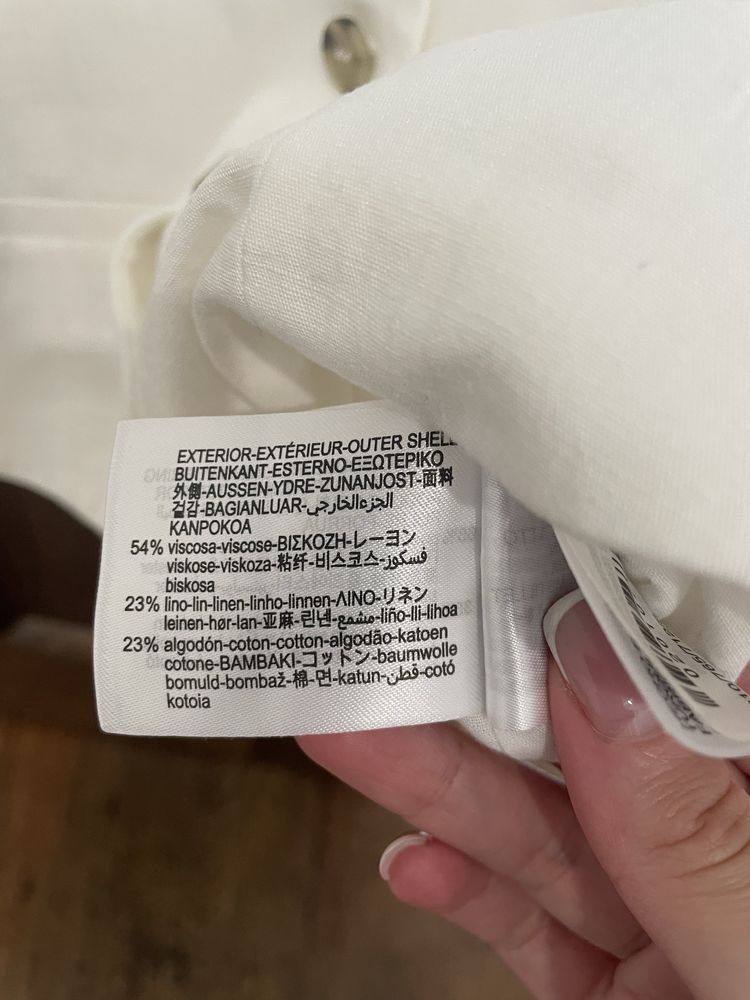 EXTERIOR-EXTÉRIEUR-OUTER SHELL
BUITENKANT-ESTERNO-ΕΞΩΤΕΡΙΚΟ
外側-AUSSEN-YDRE-ZUNANJOST-面料
겉감-BAGIANLUAR-الجزءالخارجي
KANPOKOA
54% viscosa-viscose-ΒΙΣΚΟΖΗ-レーヨン
viskose-viskoza-粘纤-비스코스-فسكوز
biskosa
23% lino-lin-linen-linho-linnen-ΛΙΝΟ-リネン
leinen-hør-lan-亚麻-린넨-مشمع-liño-lli-lihoa
23% algodón-coton-cotton-algodão-katoen
cotone-BAMBAKI-コットン-baumwolle
bomuld-bombaž-棉-면-katun-قطن-cotó
kotoia